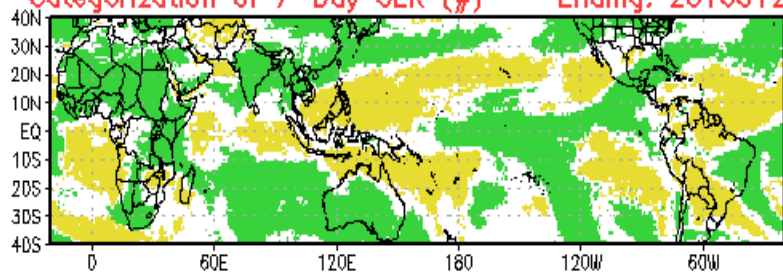 Categorization of 7-Day OLR (#) Ending:
40N
30N
20N
10N
EQ
10S
20S
30S
40S
0 60E 120E 180 120W 60W